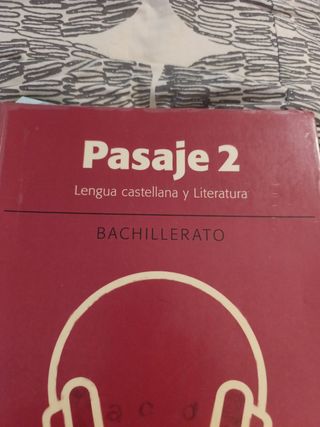 Pasaje 2
Lengua castellana y Literatura
BACHILLERATO